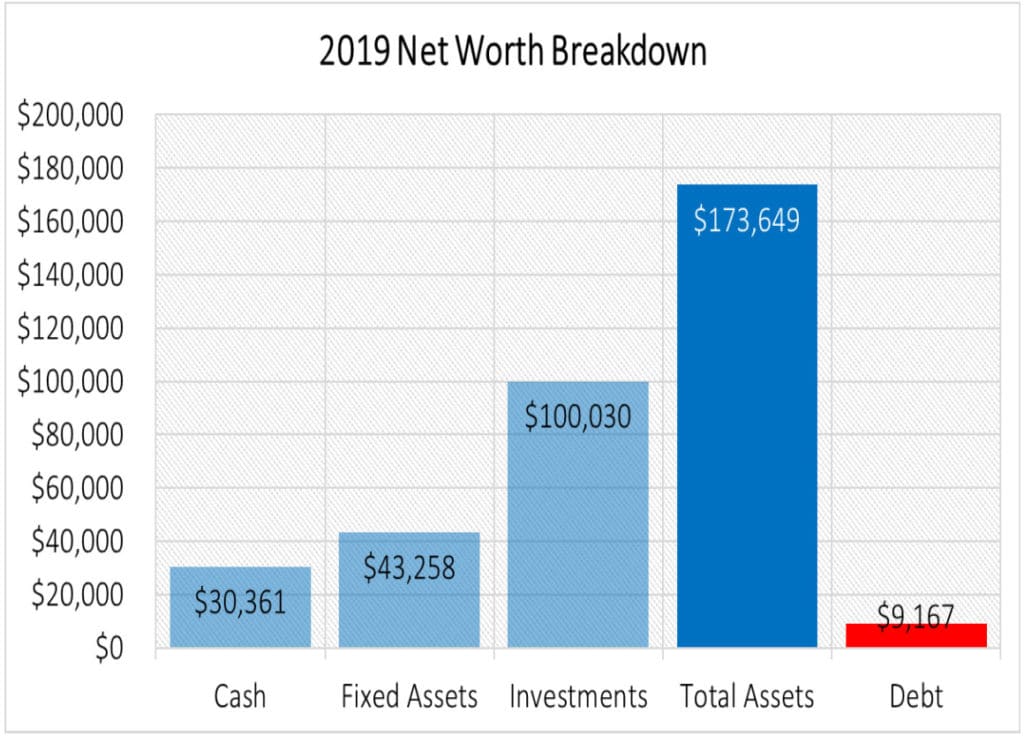 2019 Net Worth Breakdown
$200,000
$180,000
$160,000
$140,000
$120,000
$100,000
$80,000
$60,000
$40,000
$20,000
$0
$30,361
$43,258
$100,030
$173,649
$9,167
Cash
Fixed Assets
Investments
Total Assets
Debt